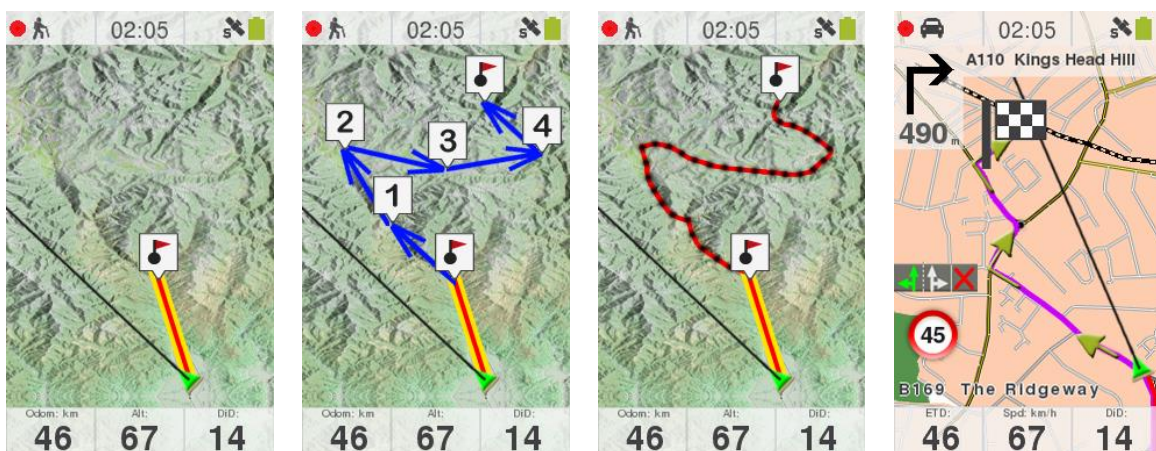 02:05 S
Odom: km Alt: DiD:
46 67 14
02:05 S
2
3
4
1
Odom: km Alt: DiD:
46 67 14
02:05 S
Odom: km Alt: DiD:
46 67 14
02:05 S
A110 Kings Head Hill
490 m
45
B169 The Ridgeway
ETD: Spd: km/h DiD:
46 67 14